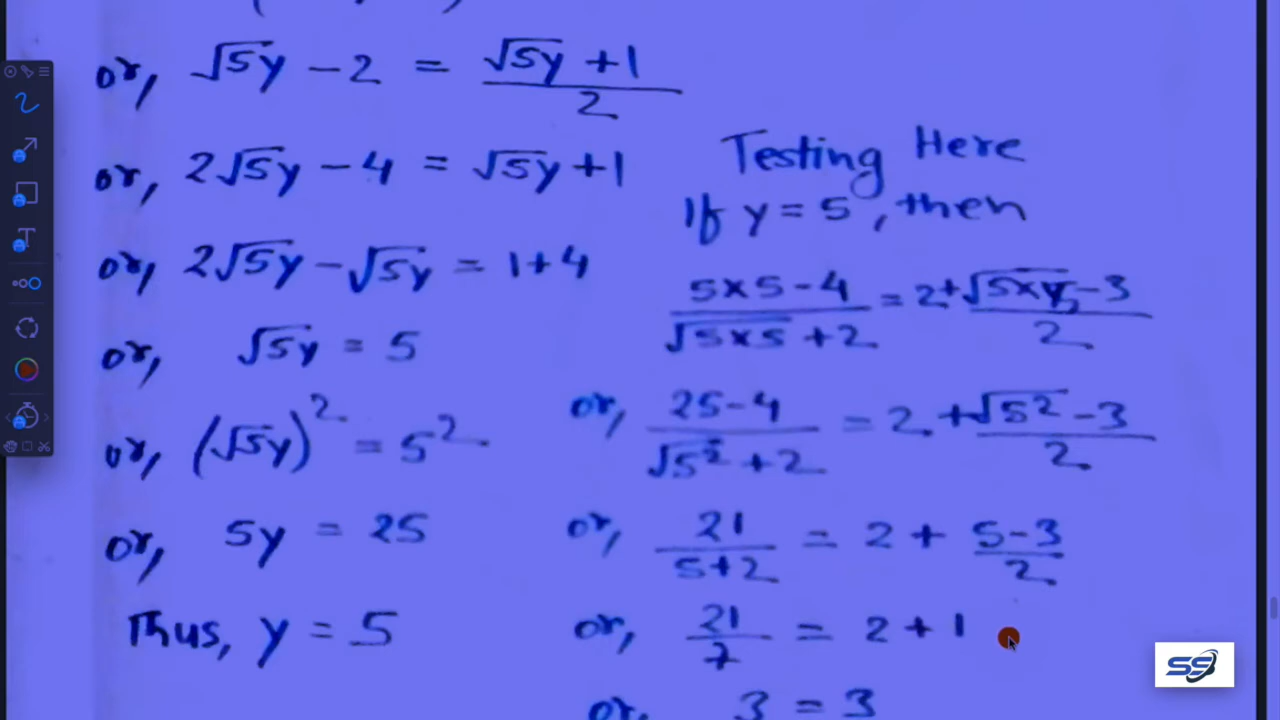 or, √5y − 2 = (√5y + 1)/2
or, 2√5y − 4 = √5y + 1
or, 2√5y − √5y = 1 + 4
or, √5y = 5
or, (√5y)² = 5²
or, 5y = 25
Thus, y = 5
Testing Here
If y = 5, then
(5×5−4)/(√5×5 + 2) = 2 + (√5×5 − 3)/2
or, (25−4)/(√5² + 2) = 2 + (√5² − 3)/2
or, 21/(5+2) = 2 + (5−3)/2
or, 21/7 = 2 + 1
or, 3 = 3
SS